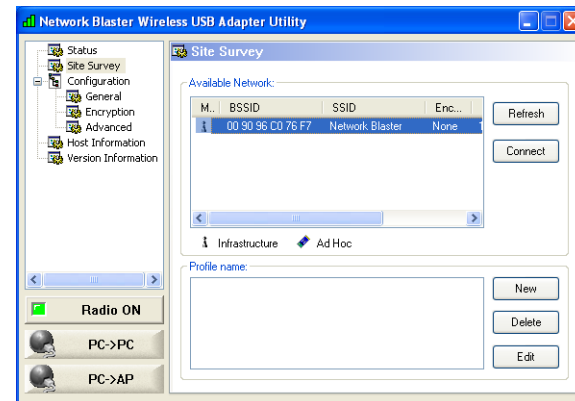 Network Blaster Wireless USB Adapter Utility
Status
Site Survey
Configuration
General
Encryption
Advanced
Host Information
Version Information
Radio ON
PC->PC
PC->AP
Site Survey
Available Network:
M.. BSSID SSID Enc...
00 90 96 C0 76 F7 Network Blaster None 1
Refresh
Connect
Infrastructure Ad Hoc
Profile name:
New
Delete
Edit